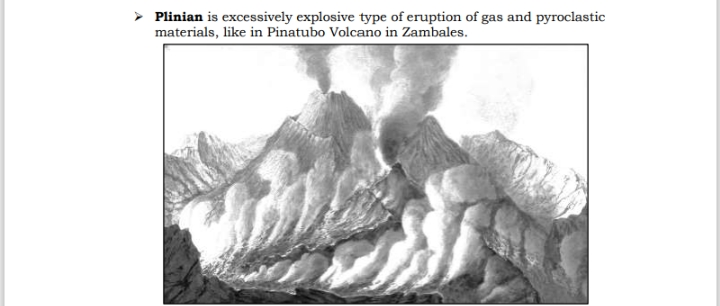 ➢ Plinian is excessively explosive type of eruption of gas and pyroclastic
materials, like in Pinatubo Volcano in Zambales.